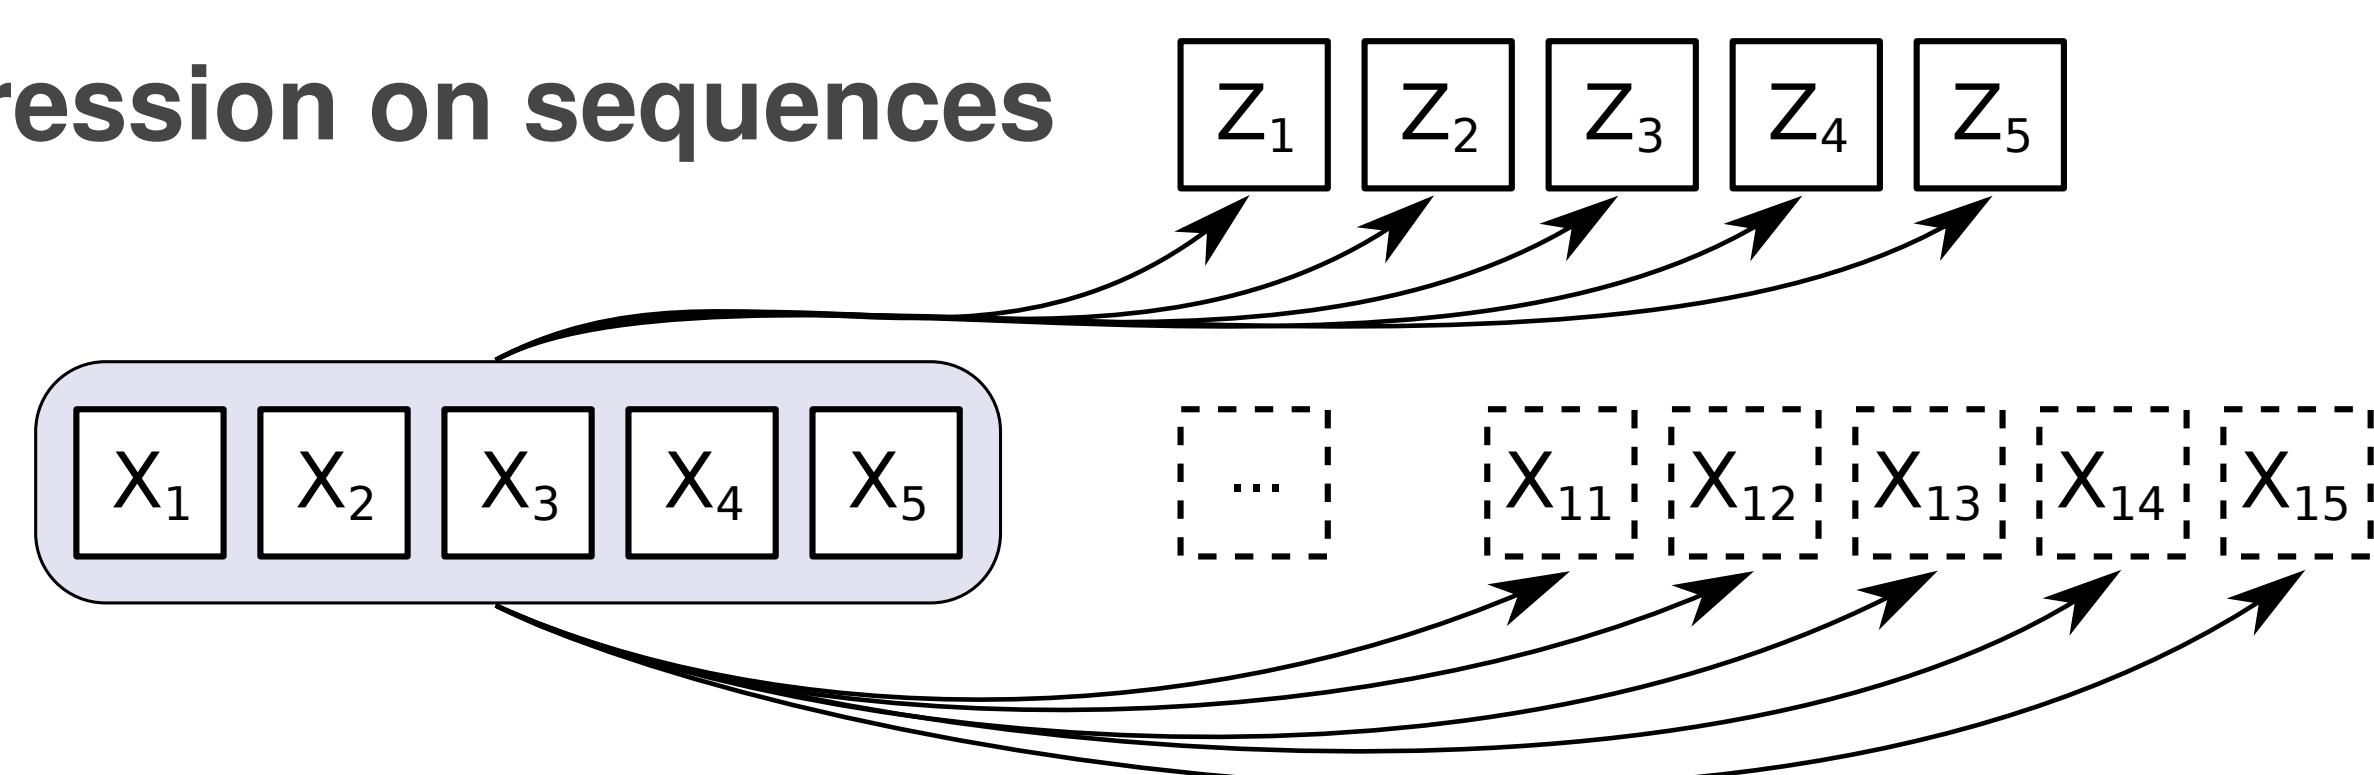 ression on sequences
Z1 Z2 Z3 Z4 Z5
X1 X2 X3 X4 X5 ... X11 X12 X13 X14 X15